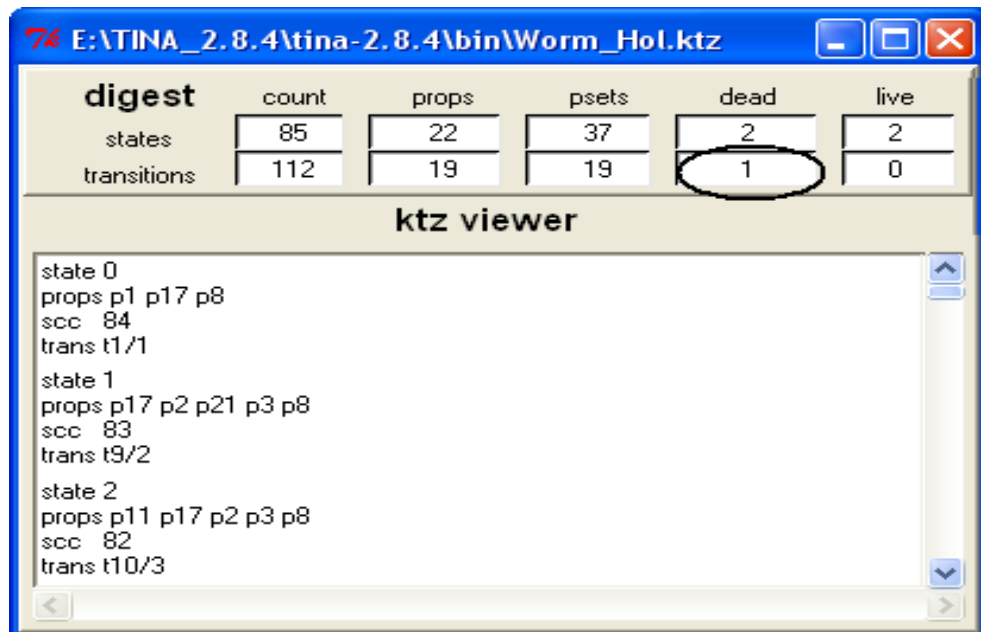 E:\TINA_2.8.4\tina-2.8.4\bin\Worm_Hol.ktz
digest count props psets dead live
states 85 22 37 2 2
transitions 112 19 19 1 0
ktz viewer
state 0
props p1 p17 p8
scc 84
trans t1/1
state 1
props p17 p2 p21 p3 p8
scc 83
trans t9/2
state 2
props p11 p17 p2 p3 p8
scc 82
trans t10/3